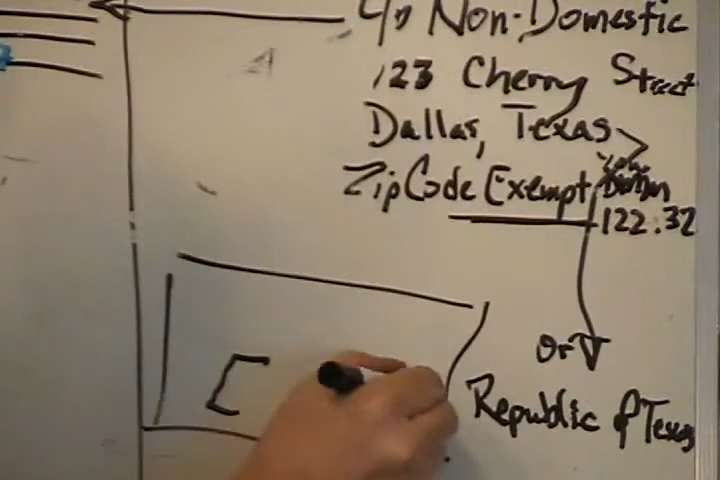 Non-Domestic
123 Cherry Street
Dallas, Texas
Zip Code Exempt
122.32
or
Republic of Texas
[